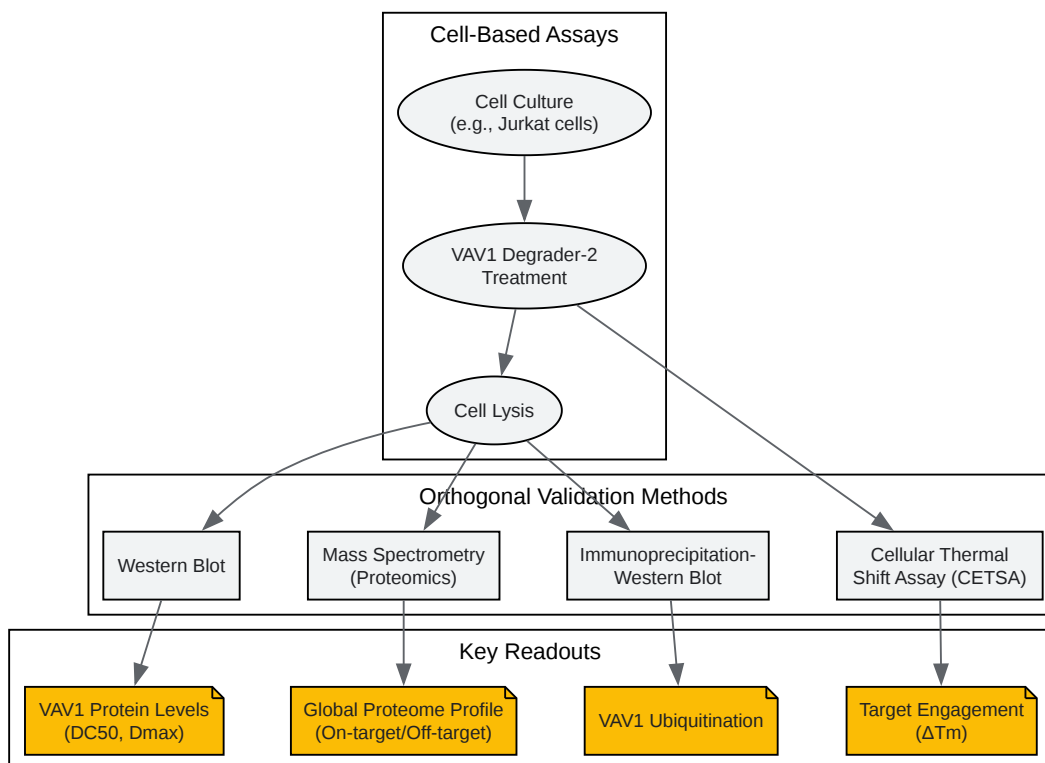 Cell-Based Assays
Cell Culture
(e.g., Jurkat cells)
VAV1 Degrader-2
Treatment
Cell Lysis
Orthogonal Validation Methods
Western Blot
Mass Spectrometry
(Proteomics)
Immunoprecipitation-
Western Blot
Cellular Thermal
Shift Assay (CETSA)
Key Readouts
VAV1 Protein Levels
(DC50, Dmax)
Global Proteome Profile
(On-target/Off-target)
VAV1 Ubiquitination
Target Engagement
(ΔTm)